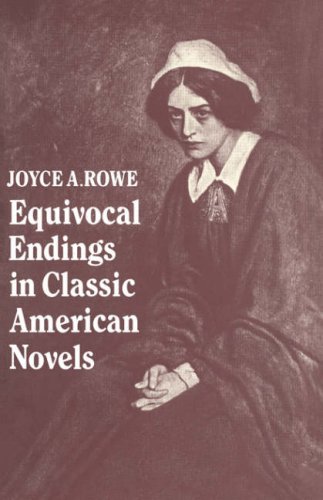 JOYCE A.ROWE
Equivocal
Endings
in Classic
American
Novels